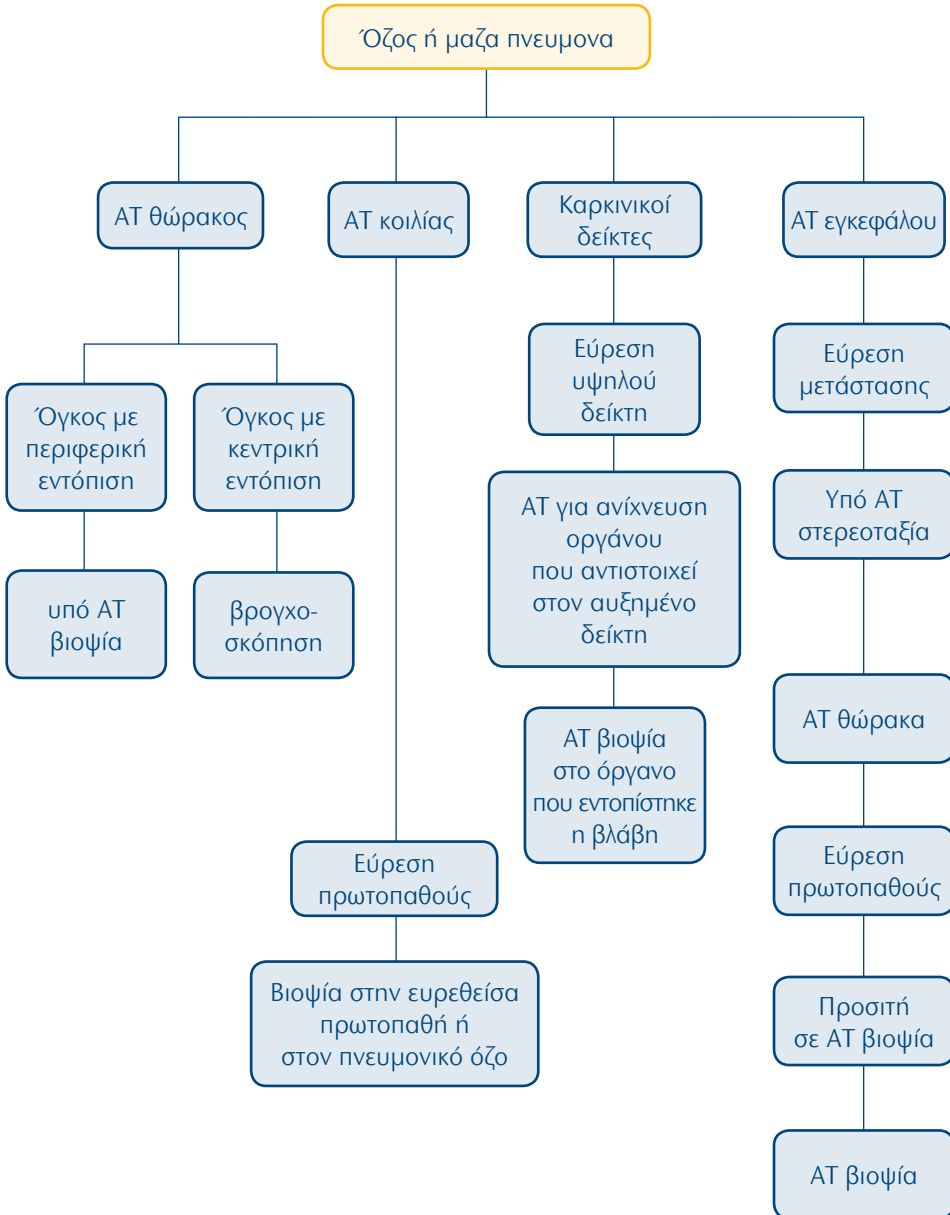 Όζος ή μαζα πνευμονα
ΑΤ θώρακος
ΑΤ κοιλίας
Καρκινικοί
δείκτες
ΑΤ εγκεφάλου
Όγκος με
περιφερική
εντόπιση
Όγκος με
κεντρική
εντόπιση
υπό ΑΤ
βιοψία
βρογχο-
σκόπηση
Εύρεση
πρωτοπαθούς
Βιοψία στην ευρεθείσα
πρωτοπαθή ή
στον πνευμονικό όζο
Εύρεση
υψηλού
δείκτη
ΑΤ για ανίχνευση
οργάνου
που αντιστοιχεί
στον αυξημένο
δείκτη
ΑΤ βιοψία
στο όργανο
που εντοπίστηκε
η βλάβη
Εύρεση
μετάστασης
Υπό ΑΤ
στερεοταξία
ΑΤ θώρακα
Εύρεση
πρωτοπαθούς
Προσιτή
σε ΑΤ βιοψία
ΑΤ βιοψία